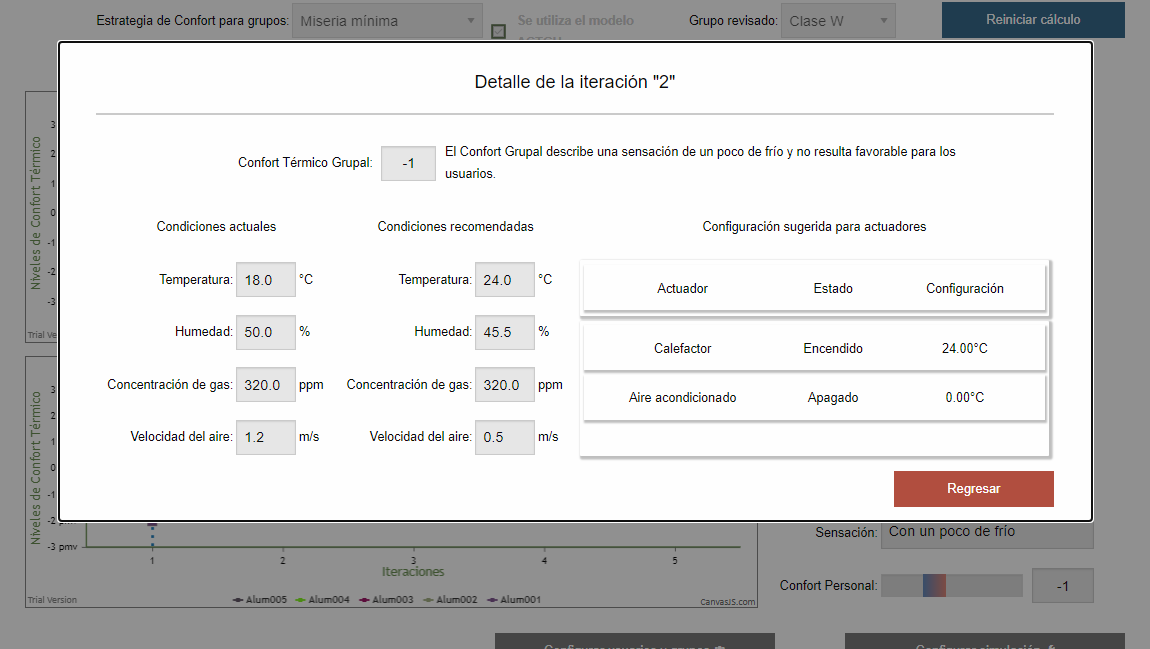 Estrategia de Confort para grupos: Miseria mínima Se utiliza el modelo Grupo revisado: Clase W Reiniciar cálculo
Detalle de la iteración "2"
Confort Térmico Grupal: -1 El Confort Grupal describe una sensación de un poco de frío y no resulta favorable para los
usuarios.
Condiciones actuales Condiciones recomendadas Configuración sugerida para actuadores
Temperatura: 18.0 °C Temperatura: 24.0 °C
Actuador Estado Configuración
Humedad: 50.0 % Humedad: 45.5 %
Calefactor Encendido 24.00°C
Concentración de gas: 320.0 ppm Concentración de gas: 320.0 ppm
Aire acondicionado Apagado 0.00°C
Velocidad del aire: 1.2 m/s Velocidad del aire: 0.5 m/s
Regresar
Niveles de Confort Térmico
3
2
1
0
-1
-2
-3
Trial Ve
Niveles de Confort Térmico
3
2
1
0
-1
-2
-3 pmv
1 2 3 4 5
Iteraciones
Alum005 Alum004 Alum003 Alum002 Alum001
Trial Version CanvasJS.com
Sensación: Con un poco de frio
Confort Personal: -1